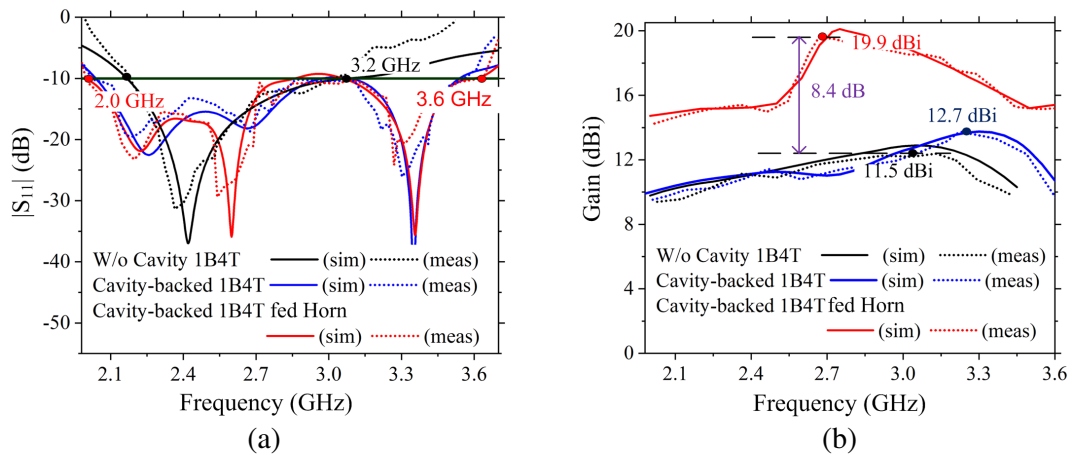 0
-10
-20
-30
-40
-50
|S11| (dB)
2.0 GHz
3.2 GHz
3.6 GHz
W/o Cavity 1B4T (sim) (meas)
Cavity-backed 1B4T (sim) (meas)
Cavity-backed 1B4T fed Horn
(sim) (meas)
2.1 2.4 2.7 3.0 3.3 3.6
Frequency (GHz)
(a)
20
16
12
8
4
0
Gain (dBi)
19.9 dBi
8.4 dB
12.7 dBi
11.5 dBi
W/o Cavity 1B4T (sim) (meas)
Cavity-backed 1B4T (sim) (meas)
Cavity-backed 1B4T fed Horn
(sim) (meas)
2.1 2.4 2.7 3.0 3.3 3.6
Frequency (GHz)
(b)